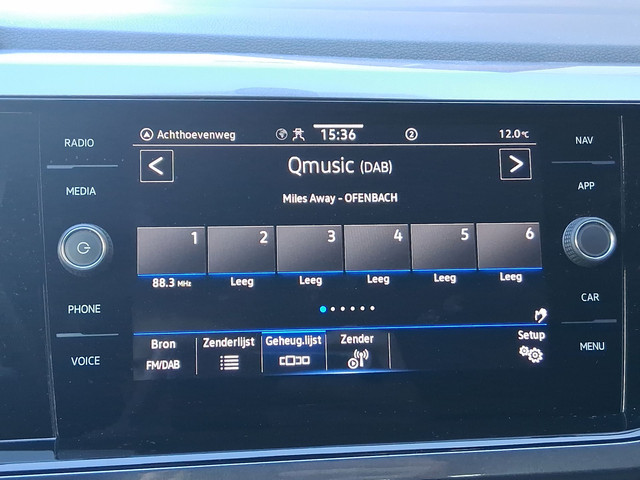 RADIO
MEDIA
PHONE
VOICE
Achthoevenweg
15:36
2
12.0°C
< Qmusic (DAB) >
Miles Away - OFENBACH
1 2 3 4 5 6
88.3 MHz Leeg Leeg Leeg Leeg Leeg
Bron Zenderlijst Geheug.lijst Zender Setup
FM/DAB
NAV
APP
CAR
MENU